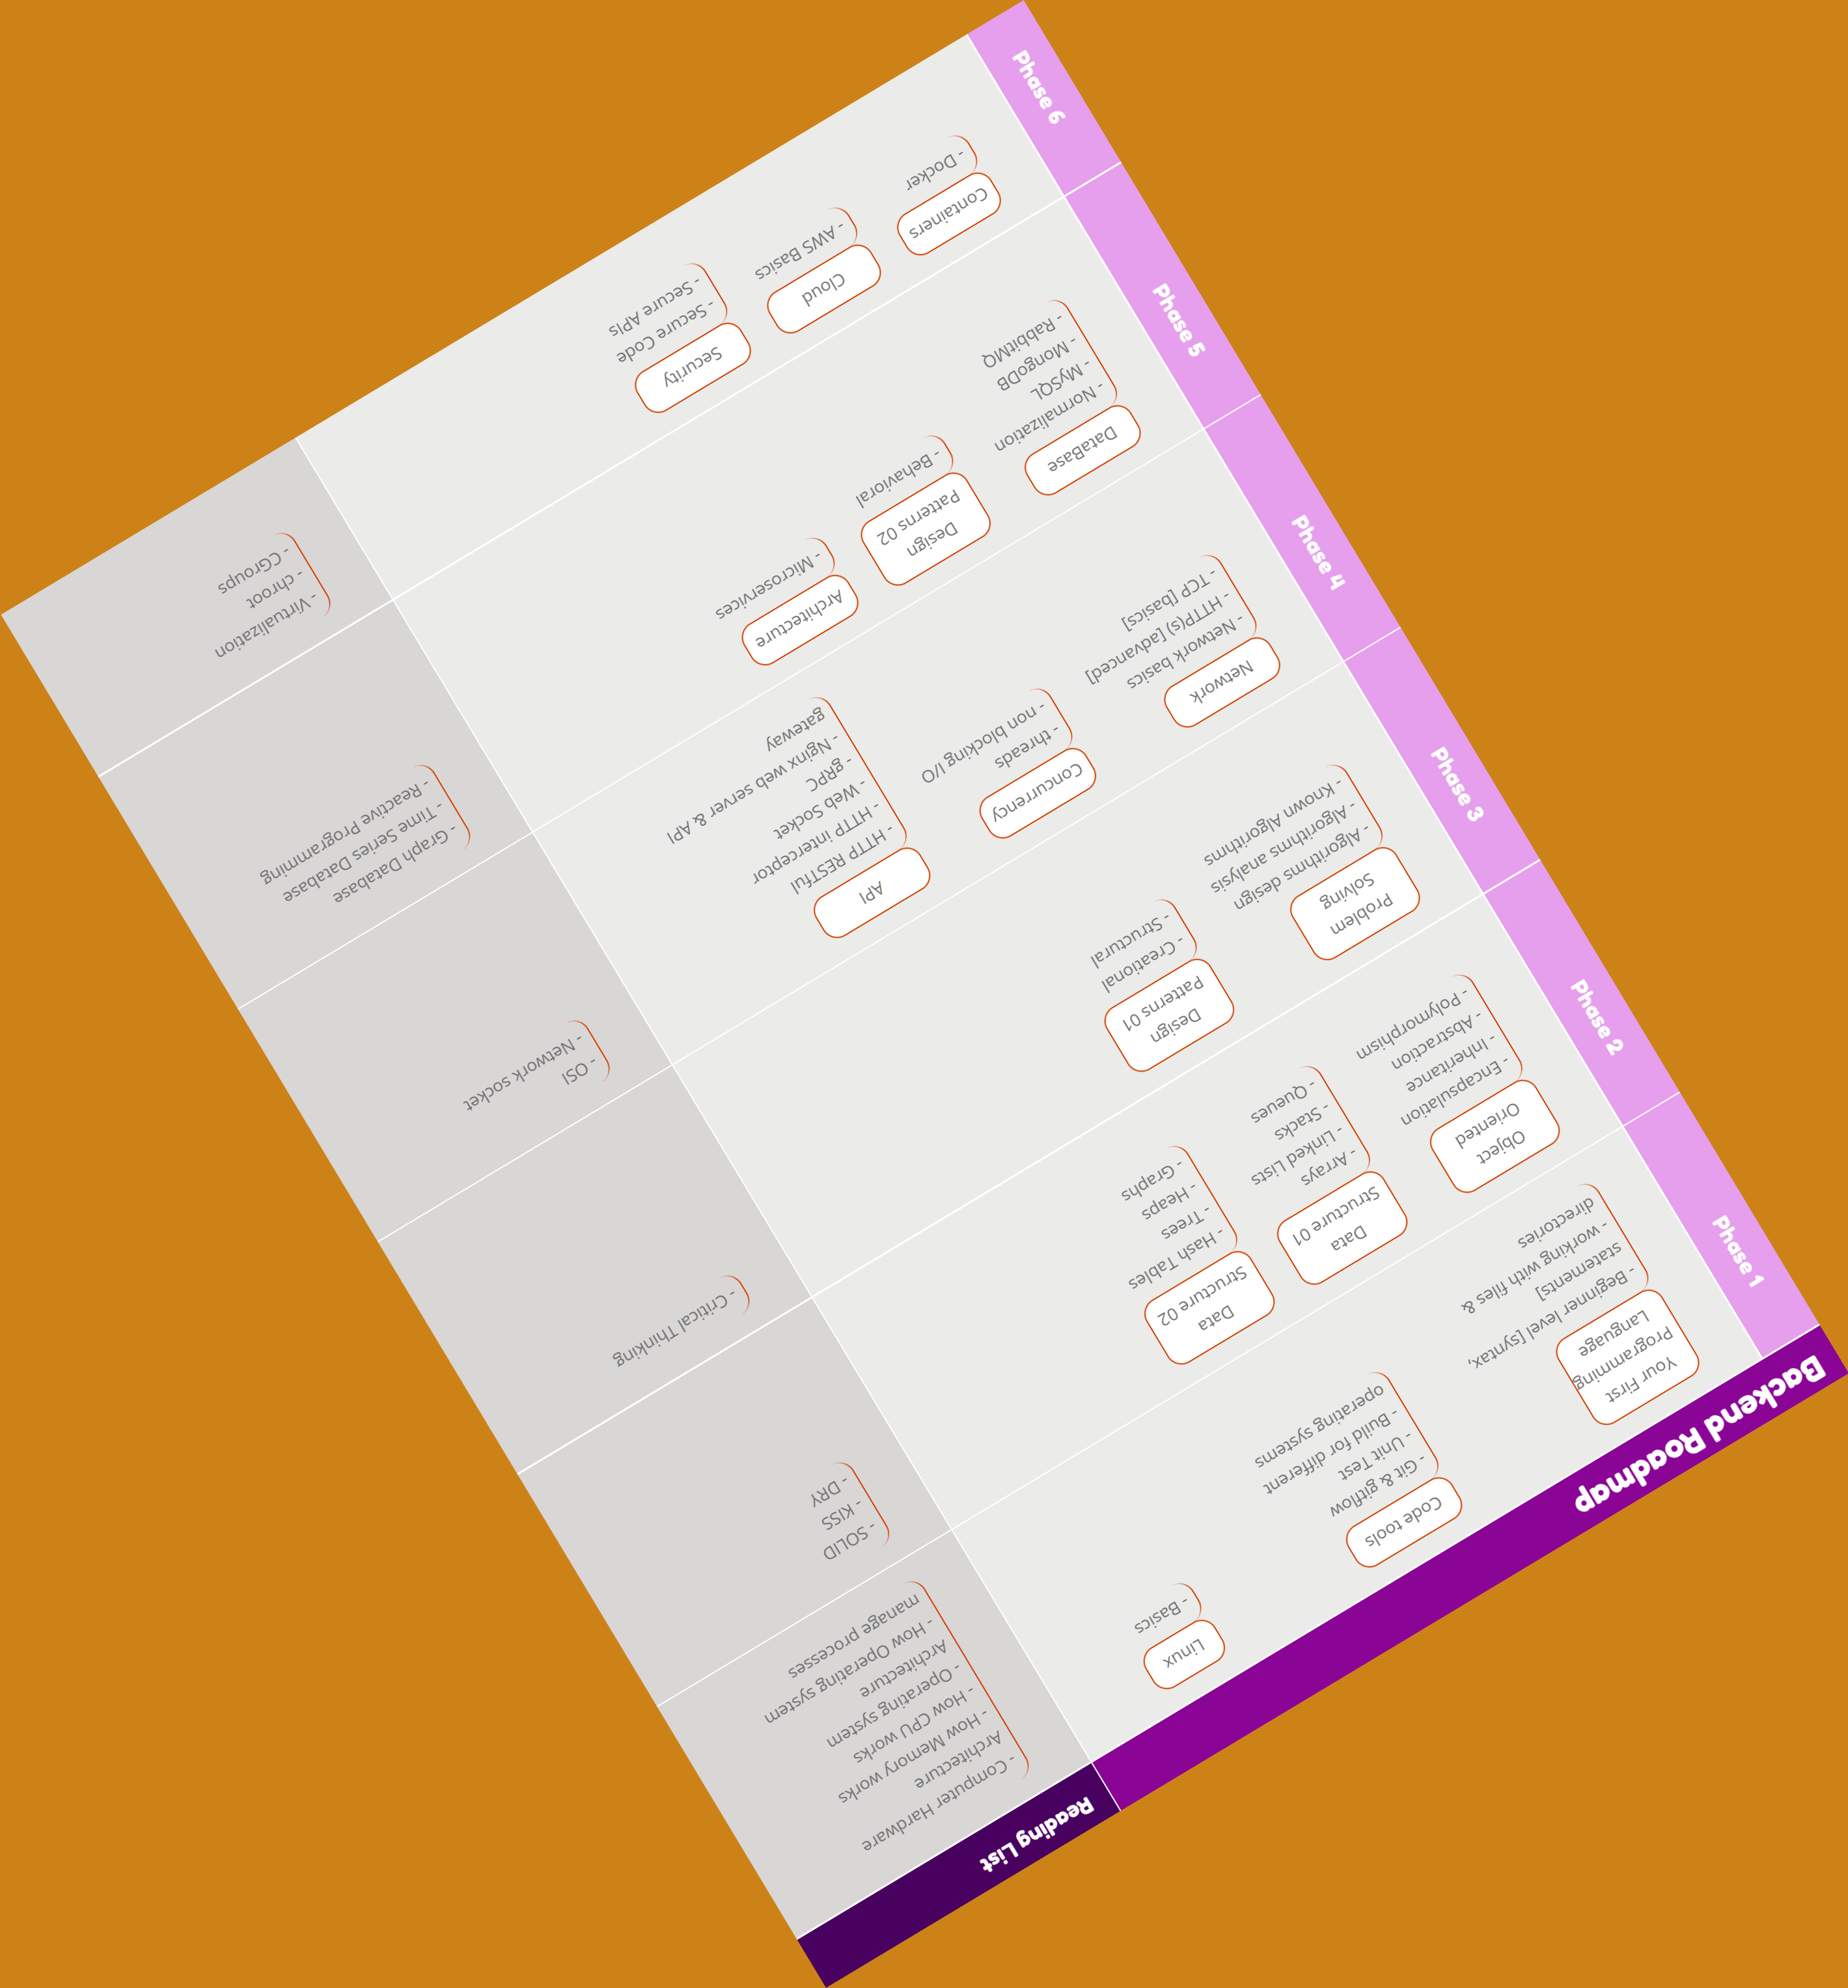 Backend Roadmap
Reading List
Phase 1
Your First
Programming
Language
- Beginner level [syntax,
statements]
- working with files &
directories
Code tools
- Git & gitflow
- Unit Test
- Build for different
operating systems
Linux
- Basics
- Computer Hardware
Architecture
- How Memory works
- How CPU works
- Operating system
Architecture
- How Operating system
manage processes
Phase 2
Object
Oriented
- Encapsulation
- Inheritance
- Abstraction
- Polymorphism
Data
Structure 01
- Arrays
- Linked Lists
- Stacks
- Queues
Data
Structure 02
- Hash Tables
- Trees
- Heaps
- Graphs
- SOLID
- KISS
- DRY
Phase 3
Problem
Solving
- Algorithms design
- Algorithms analysis
- Known Algorithms
Design
Patterns 01
- Creational
- Structural
- Critical Thinking
Phase 4
Network
- Network basics
- HTTP(s) [advanced]
- TCP [basics]
Concurrency
- threads
- non blocking I/O
API
- HTTP RESTful
- HTTP interceptor
- Web Socket
- gRPC
- Nginx web server & API
gateway
- OSI
- Network socket
Phase 5
DataBase
- Normalization
- MySQL
- MongoDB
- RabbitMQ
Design
Patterns 02
- Behavioral
Architecture
- Microservices
- Graph Database
- Time Series Database
- Reactive Programming
Phase 6
Containers
- Docker
Cloud
- AWS Basics
Security
- Secure Code
- Secure APIs
- Virtualization
- chroot
- CGroups